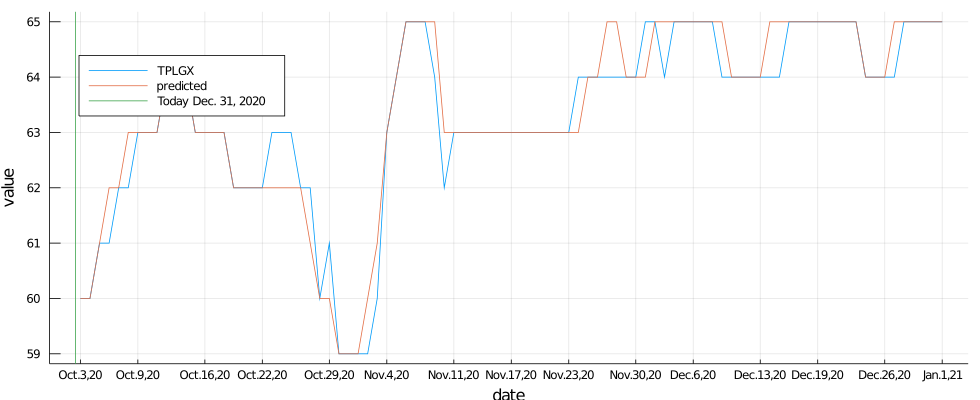 65
64
63
62
61
60
59
value
TPLGX
predicted
Today Dec. 31, 2020
Oct.3,20 Oct.9,20 Oct.16,20 Oct.22,20 Oct.29,20 Nov.4,20 Nov.11,20 Nov.17,20 Nov.23,20 Nov.30,20 Dec.6,20 Dec.13,20 Dec.19,20 Dec.26,20 Jan.1,21
date